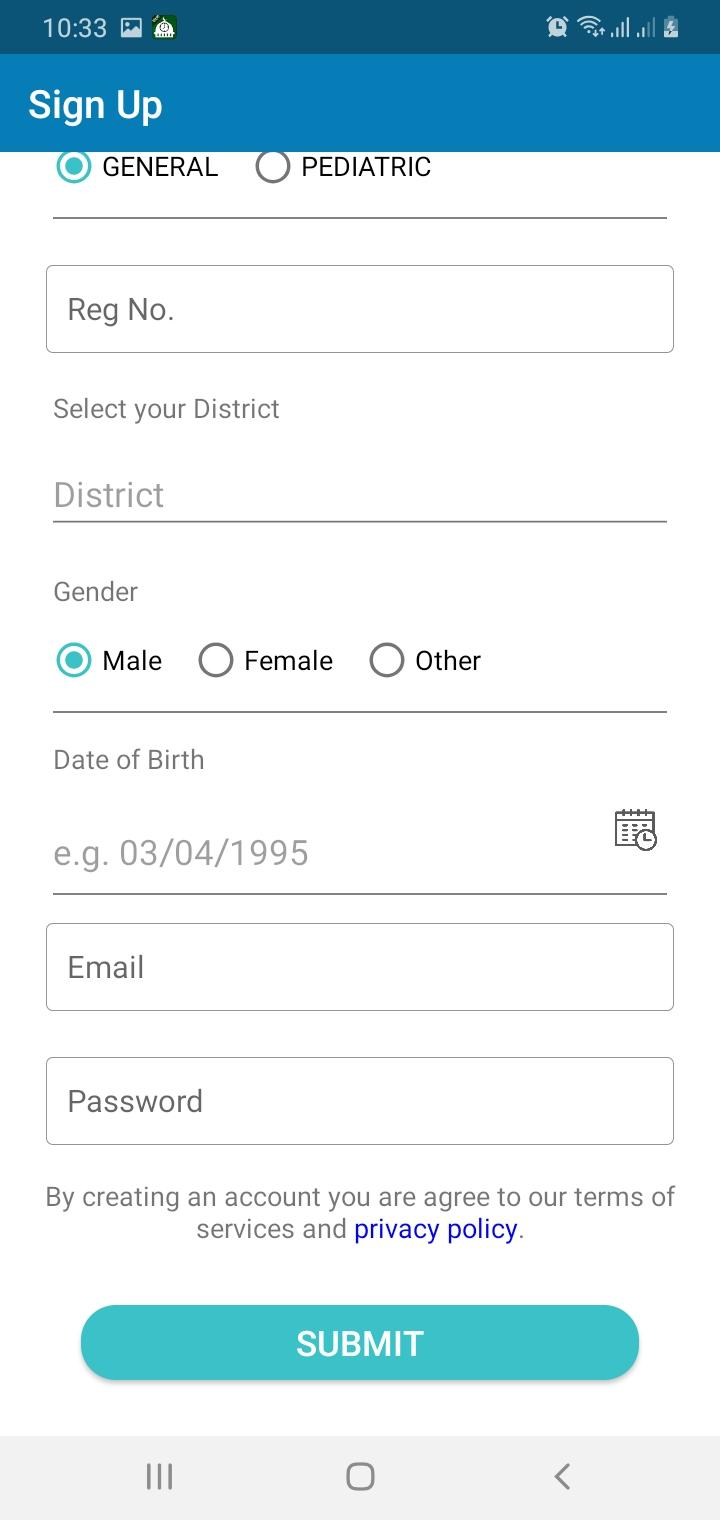 10:33
Sign Up
GENERAL PEDIATRIC
Reg No.
Select your District
District
Gender
Male Female Other
Date of Birth
e.g. 03/04/1995
Email
Password
By creating an account you are agree to our terms of
services and privacy policy.
SUBMIT